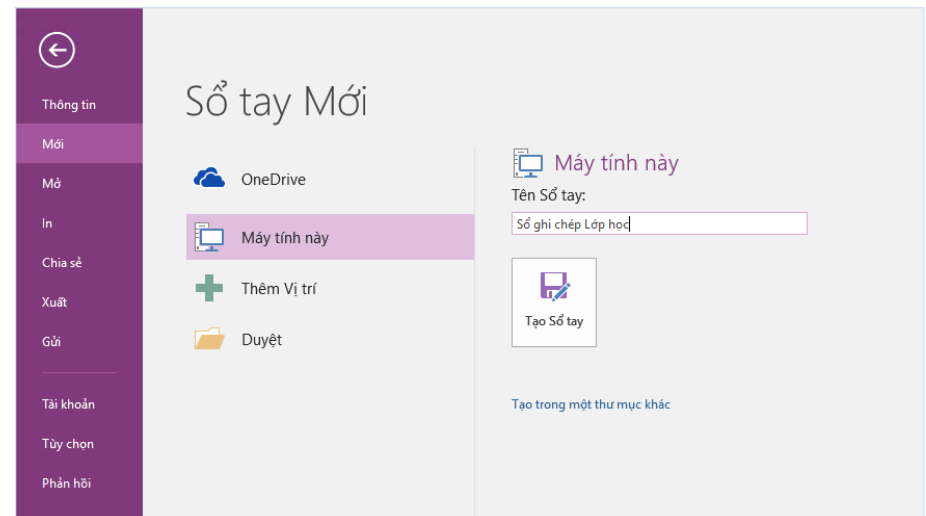 Thông tin
Mới
Mở
In
Chia sẻ
Xuất
Gửi
Tài khoản
Tùy chọn
Phản hồi
Sổ tay Mới
OneDrive
Máy tính này
Thêm Vị trí
Duyệt
Máy tính này
Tên Sổ tay:
Sổ ghi chép Lớp học
Tạo Sổ tay
Tạo trong một thư mục khác